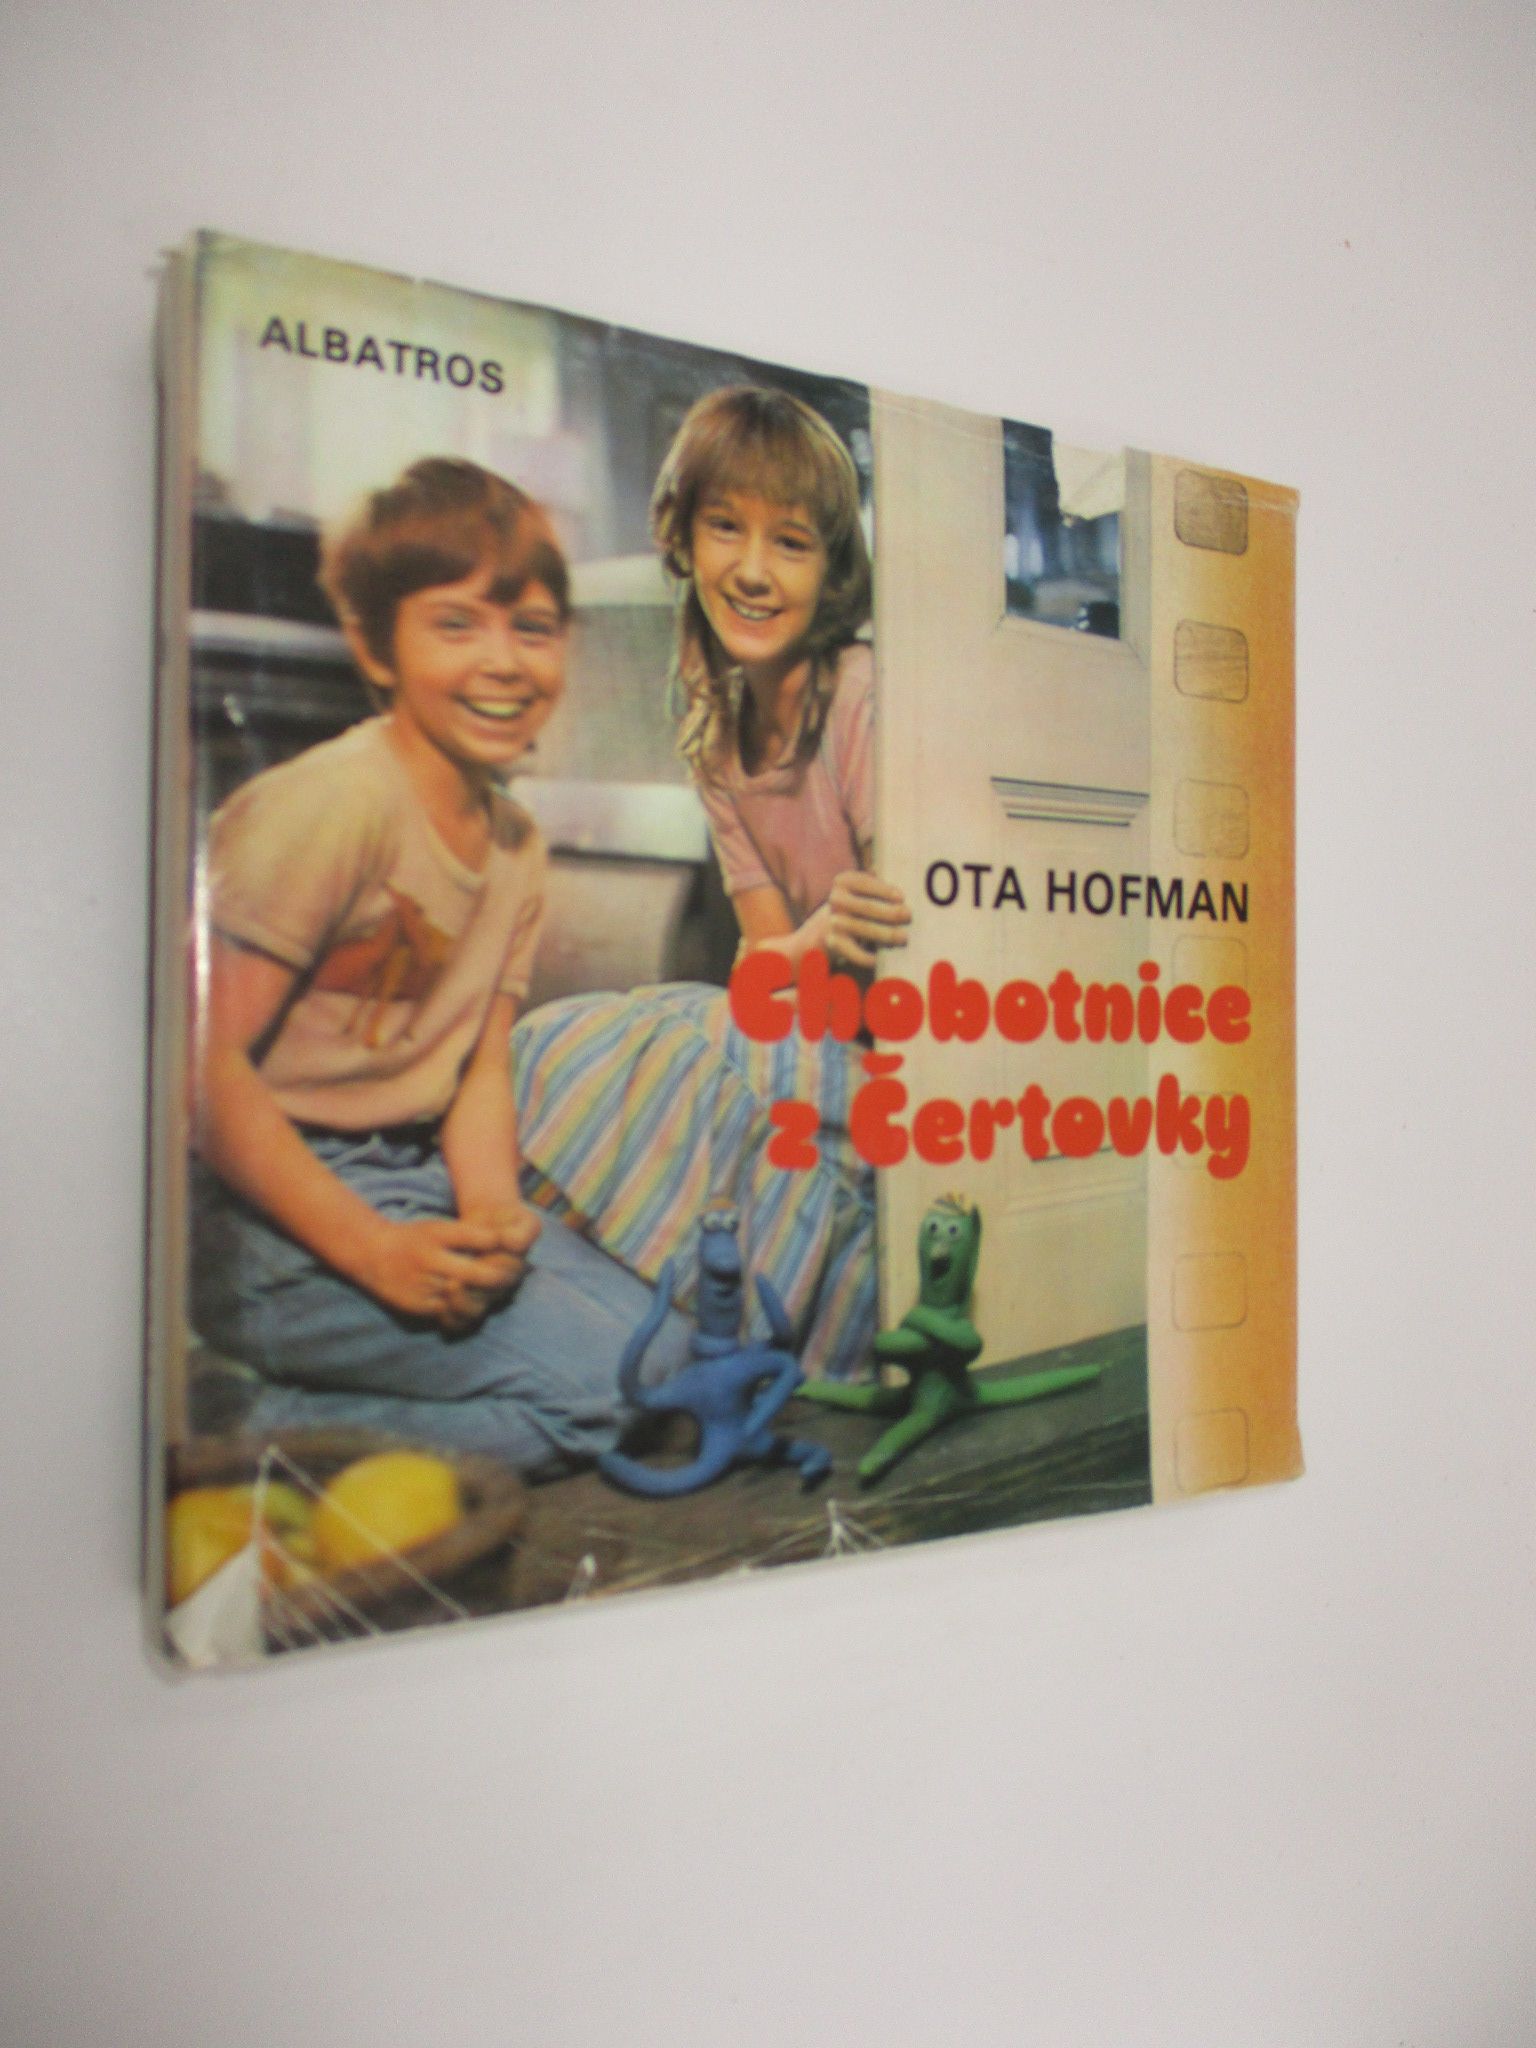 ALBATROS
OTA HOFMAN
Chobotnice
z Čertovky